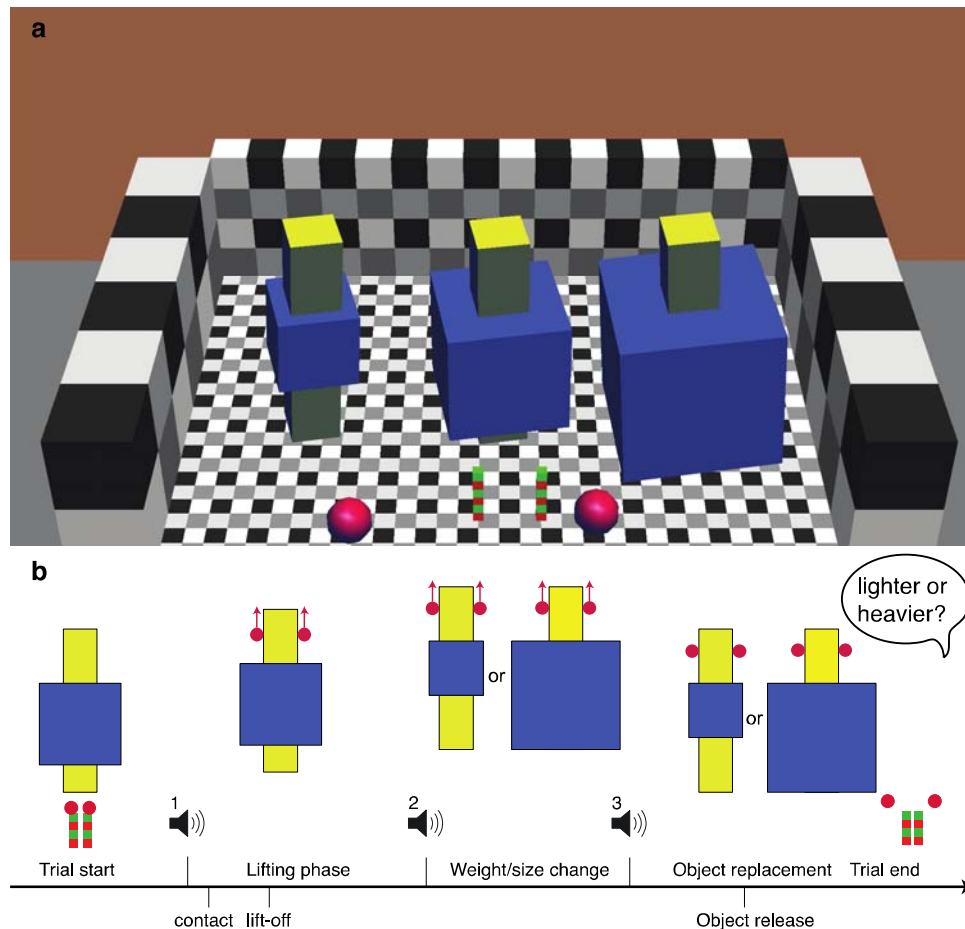 a
b
lighter or
heavier?
or
or
1
2
3
Trial start
Lifting phase
Weight/size change
Object replacement
Trial end
contact
lift-off
Object release